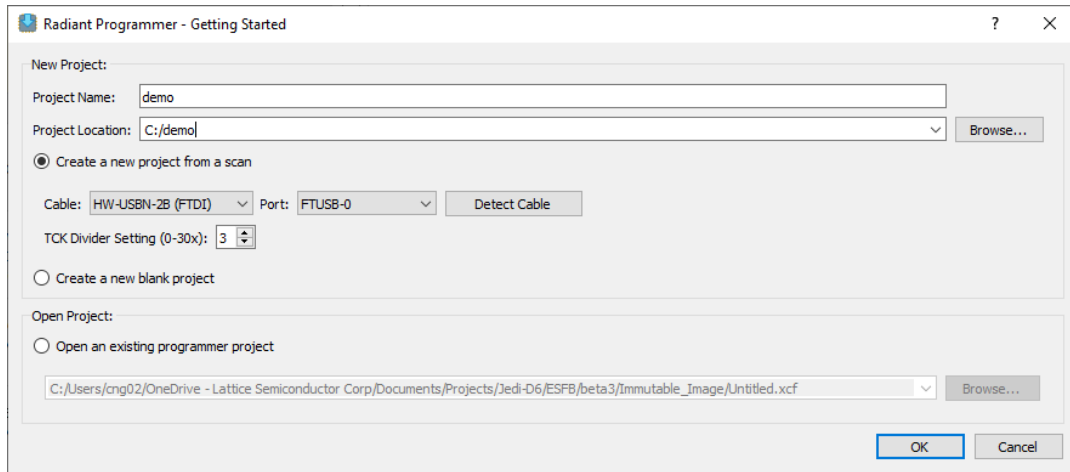 Radiant Programmer - Getting Started ? X
New Project:
Project Name: demo
Project Location: C:/demo Browse...
Create a new project from a scan
Cable: HW-USBN-2B (FTDI) Port: FTUSB-0 Detect Cable
TCK Divider Setting (0-30x): 3
Create a new blank project
Open Project:
Open an existing programmer project
C:/Users/cng02/OneDrive - Lattice Semiconductor Corp/Documents/Projects/Jedi-D6/ESFB/beta3/Immutable_Image/Untitled.xcf Browse...
OK Cancel